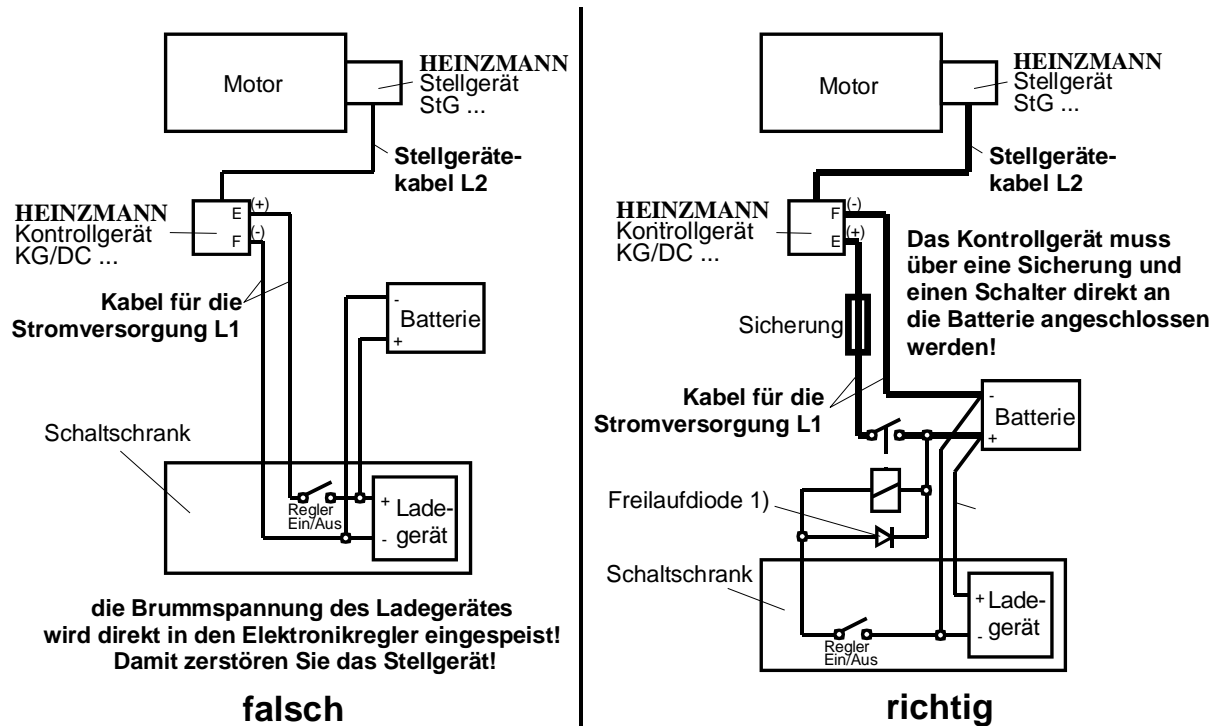 Motor
HEINZMANN
Stellgerät
StG ...
Stellgeräte-
kabel L2
HEINZMANN
Kontrollgerät
KG/DC ...
E (+)
F (-)
Kabel für die
Stromversorgung L1
-
Batterie
+
Schaltschrank
Regler
Ein/Aus
+
-
Lade-
gerät
die Brummspannung des Ladegerätes
wird direkt in den Elektronikregler eingespeist!
Damit zerstören Sie das Stellgerät!
falsch
Motor
HEINZMANN
Stellgerät
StG ...
Stellgeräte-
kabel L2
HEINZMANN
Kontrollgerät
KG/DC ...
F (-)
E (+)
Das Kontrollgerät muss
über eine Sicherung und
einen Schalter direkt an
die Batterie angeschlossen
werden!
Sicherung
Kabel für die
Stromversorgung L1
-
Batterie
+
Freilaufdiode 1)
Schaltschrank
Regler
Ein/Aus
+
-
Lade-
gerät
richtig